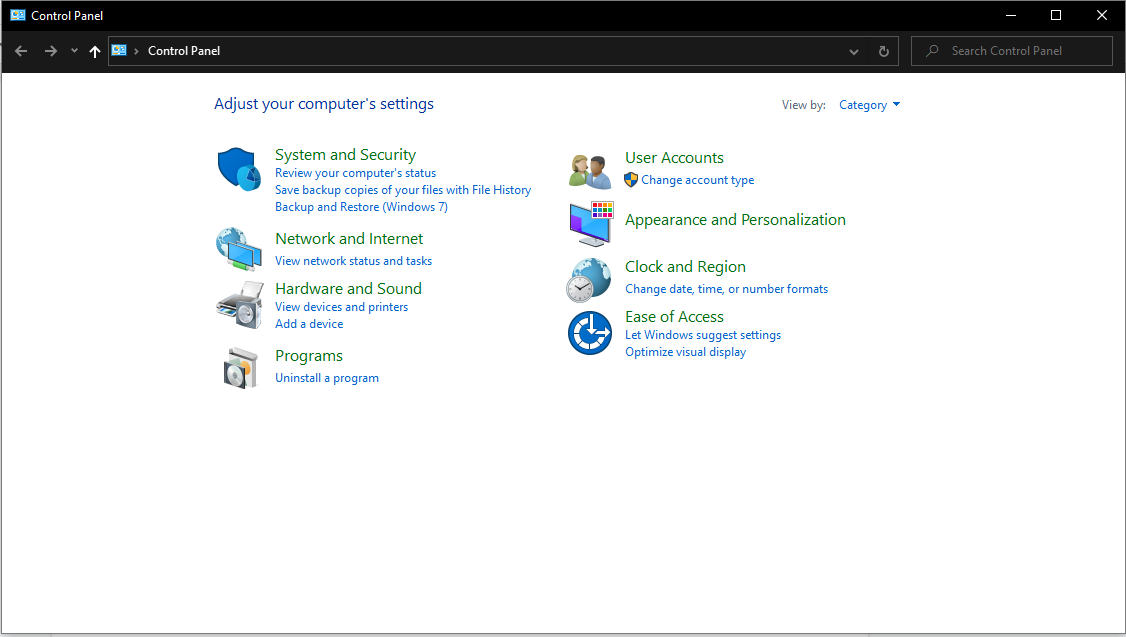 Control Panel
Control Panel
Search Control Panel
Adjust your computer's settings
View by: Category
System and Security
Review your computer's status
Save backup copies of your files with File History
Backup and Restore (Windows 7)
Network and Internet
View network status and tasks
Hardware and Sound
View devices and printers
Add a device
Programs
Uninstall a program
User Accounts
Change account type
Appearance and Personalization
Clock and Region
Change date, time, or number formats
Ease of Access
Let Windows suggest settings
Optimize visual display